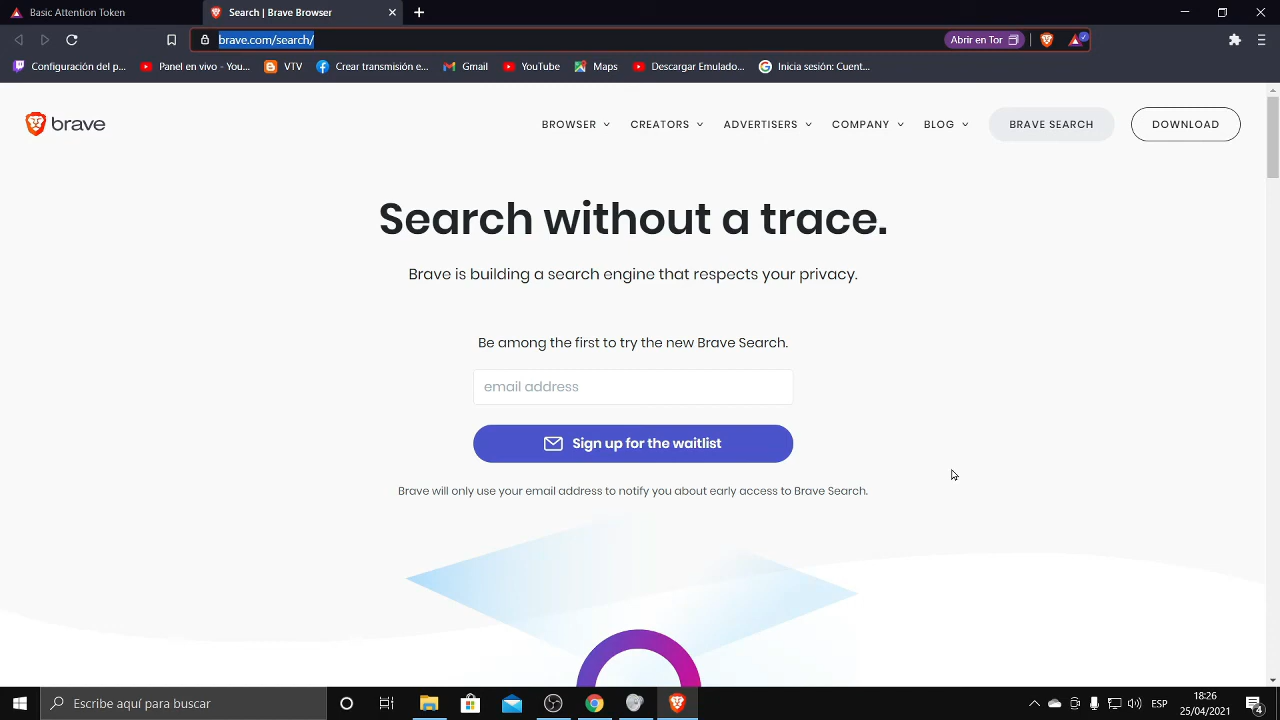 Basic Attention Token
Search | Brave Browser
brave.com/search/
Abrir en Tor
Configuración del p...
Panel en vivo - You...
VTV
Crear transmisión e...
Gmail
YouTube
Maps
Descargar Emulado...
Inicia sesión: Cuent...
brave
BROWSER
CREATORS
ADVERTISERS
COMPANY
BLOG
BRAVE SEARCH
DOWNLOAD
Search without a trace.
Brave is building a search engine that respects your privacy.
Be among the first to try the new Brave Search.
email address
Sign up for the waitlist
Brave will only use your email address to notify you about early access to Brave Search.
Escribe aquí para buscar
ESP
18:26
25/04/2021
4